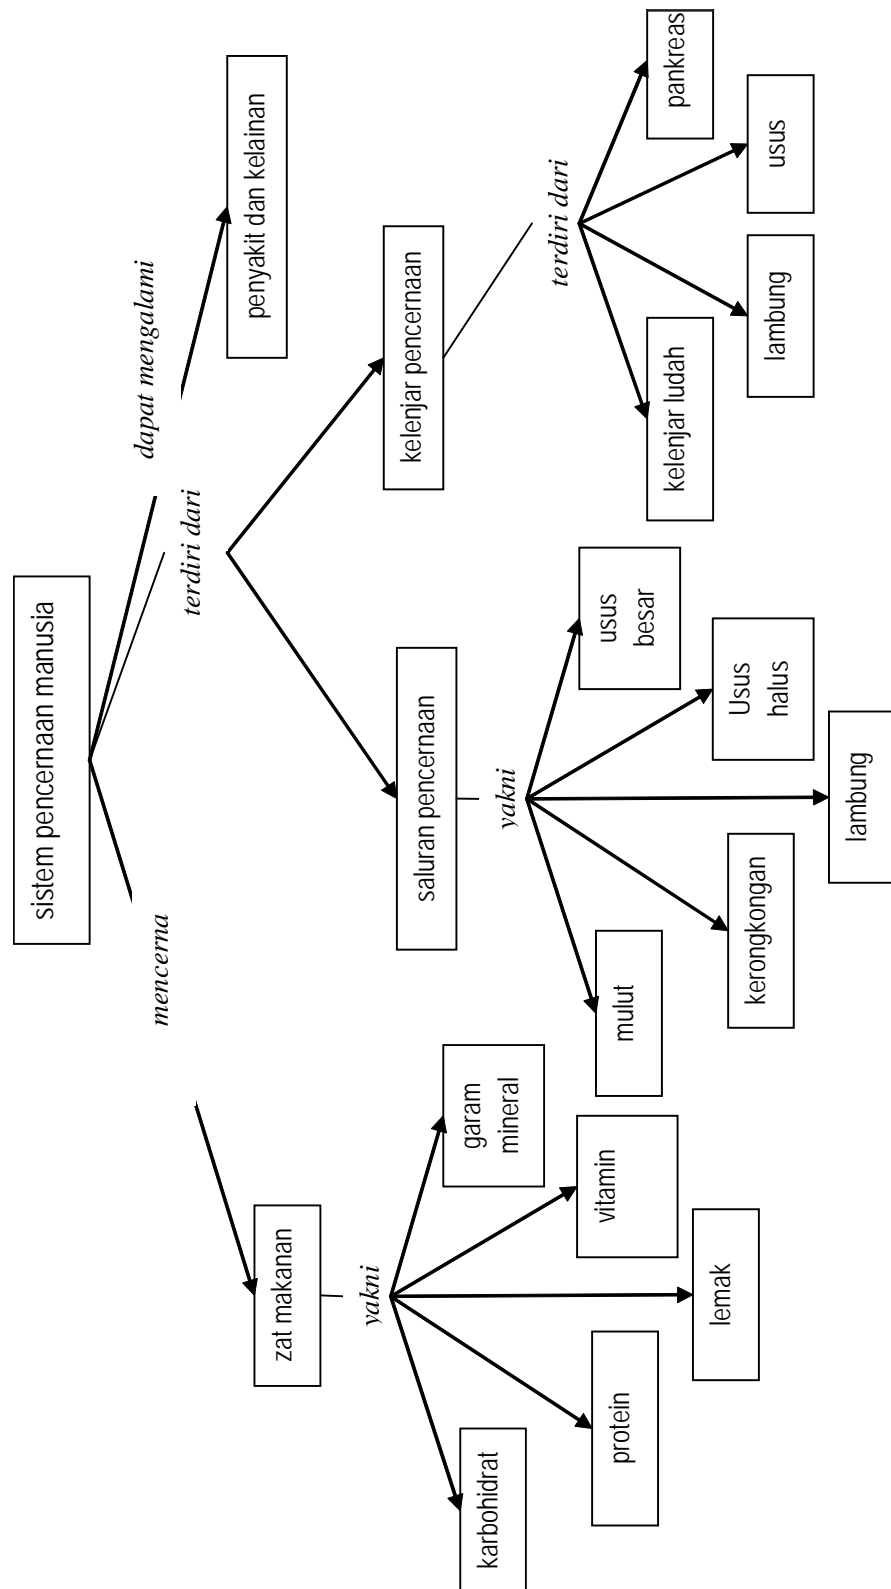 sistem pencernaan manusia
mencerna
terdiri dari
dapat mengalami
zat makanan
penyakit dan kelainan
yakni
saluran pencernaan
kelenjar pencernaan
karbohidrat
protein
lemak
vitamin
garam
mineral
yakni
mulut
kerongkongan
lambung
Usus
halus
usus
besar
terdiri dari
kelenjar ludah
lambung
usus
pankreas